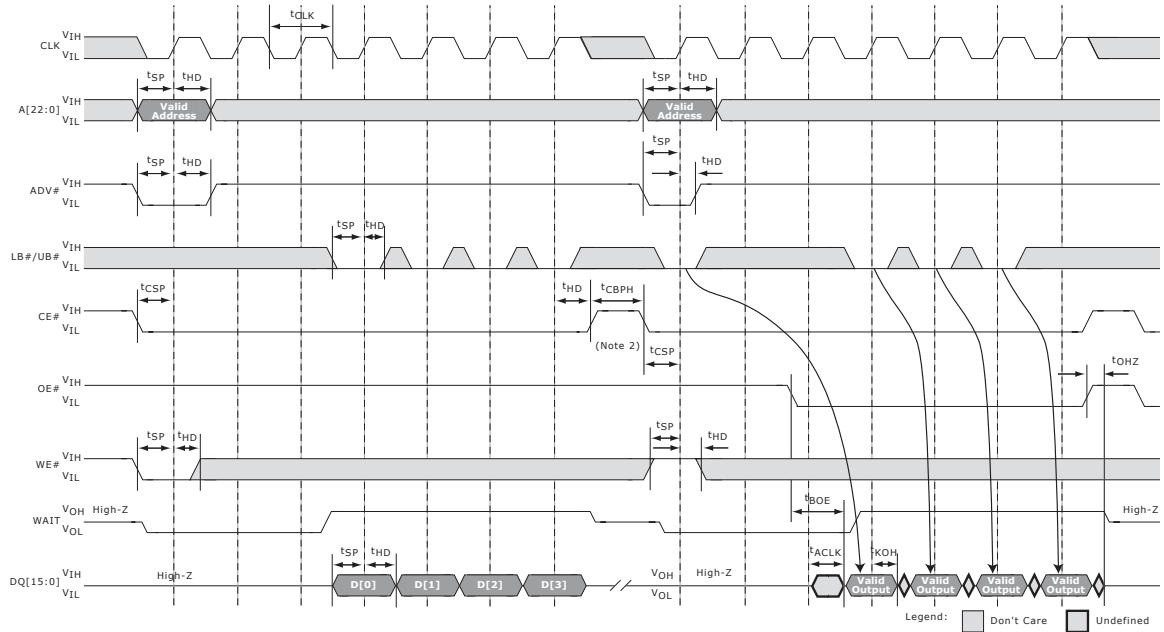 tCLK
CLK VIH
VIL
tSP tHD tSP tHD
A[22:0] VIH
VIL
Valid Address Valid Address
tSP tHD tSP tHD
ADV# VIH
VIL
tSP tHD
LB#/UB# VIH
VIL
tCSP tHD tCBPH
CE# VIH
VIL
(Note 2)
tCSP
OE# VIH
VIL
tOHZ
tSP tHD tSP tHD
WE# VIH
VIL
tBOE
WAIT VOH
VOL
High-Z High-Z
tSP tHD tACLK tKOH
DQ[15:0] VIH
VIL
High-Z D[0] D[1] D[2] D[3] VOH
VOL
High-Z Valid Output Valid Output Valid Output Valid Output
Legend: Don't Care Undefined